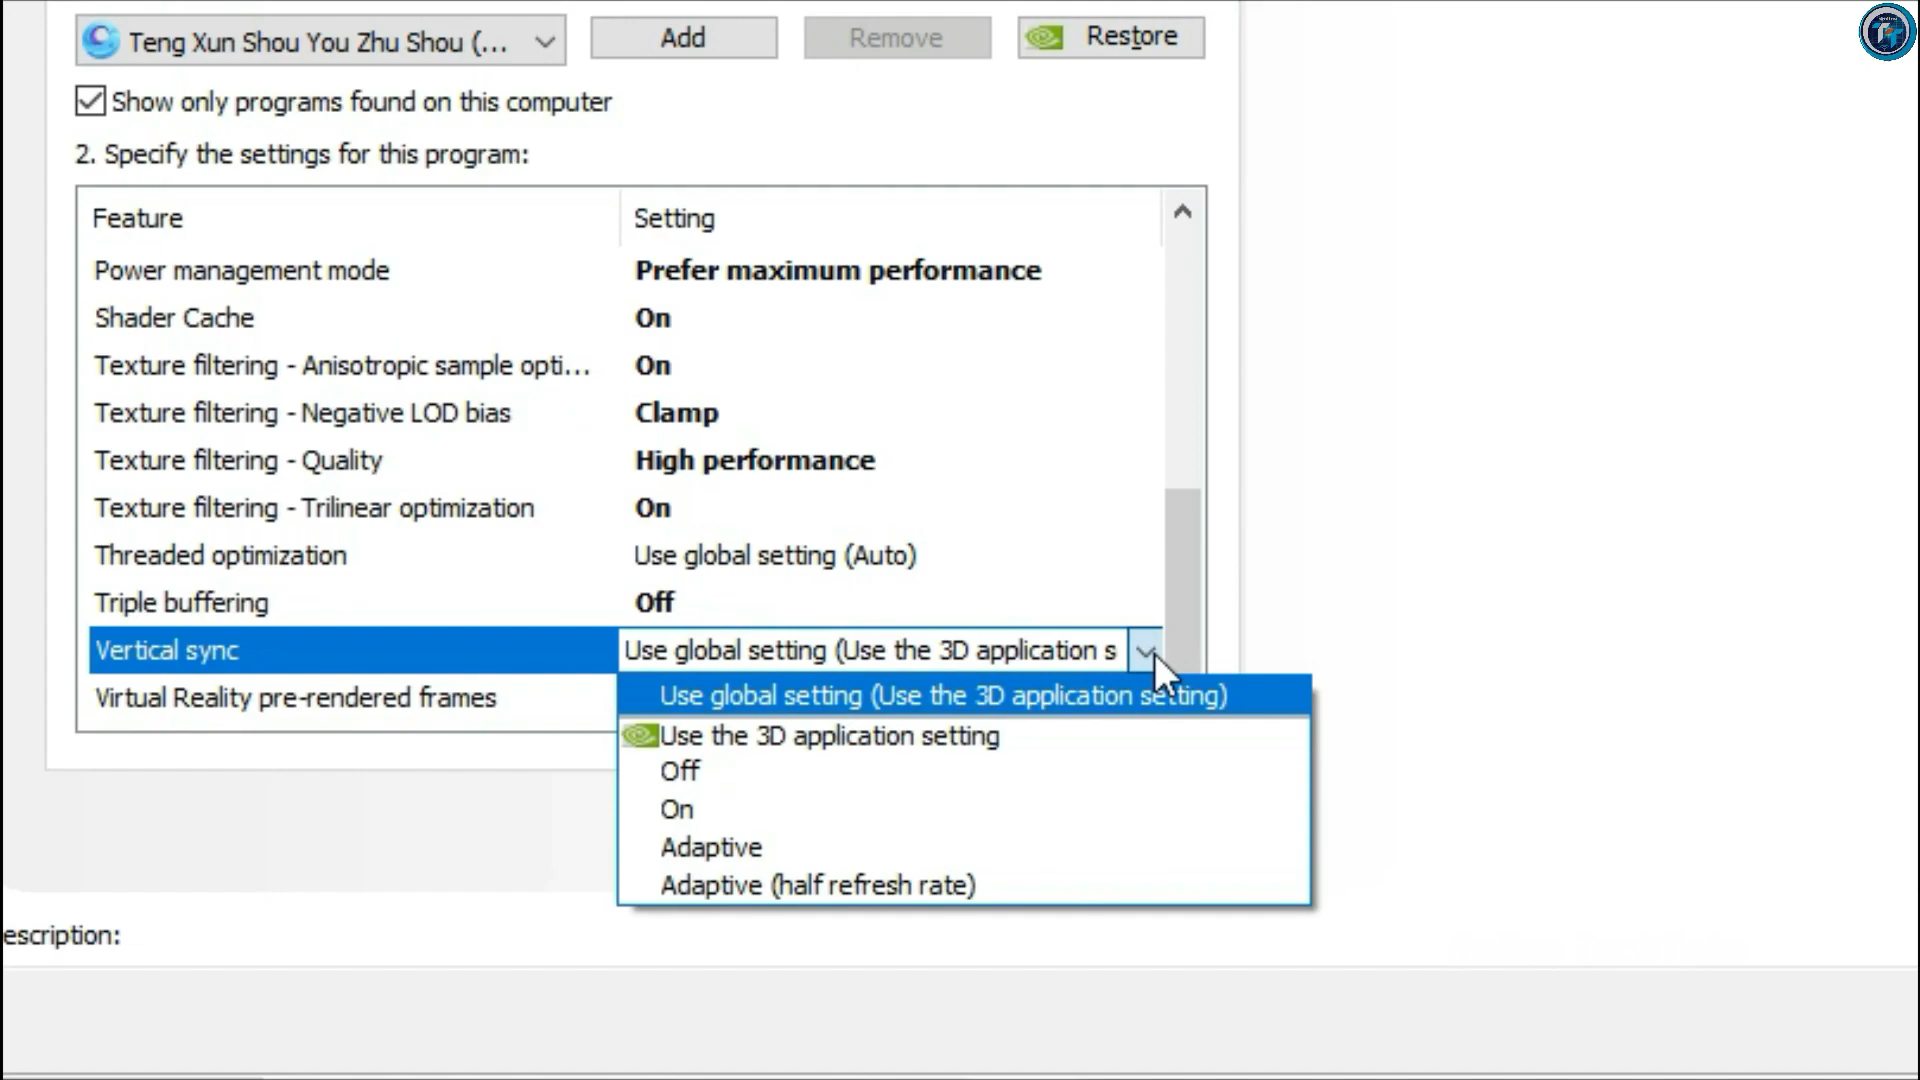 Teng Xun Shou You Zhu Shou (...
Add
Remove
Restore
Show only programs found on this computer
2. Specify the settings for this program:
Feature Setting
Power management mode Prefer maximum performance
Shader Cache On
Texture filtering - Anisotropic sample opti... On
Texture filtering - Negative LOD bias Clamp
Texture filtering - Quality High performance
Texture filtering - Trilinear optimization On
Threaded optimization Use global setting (Auto)
Triple buffering Off
Vertical sync Use global setting (Use the 3D application s
Virtual Reality pre-rendered frames
Use global setting (Use the 3D application setting)
Use the 3D application setting
Off
On
Adaptive
Adaptive (half refresh rate)
escription: